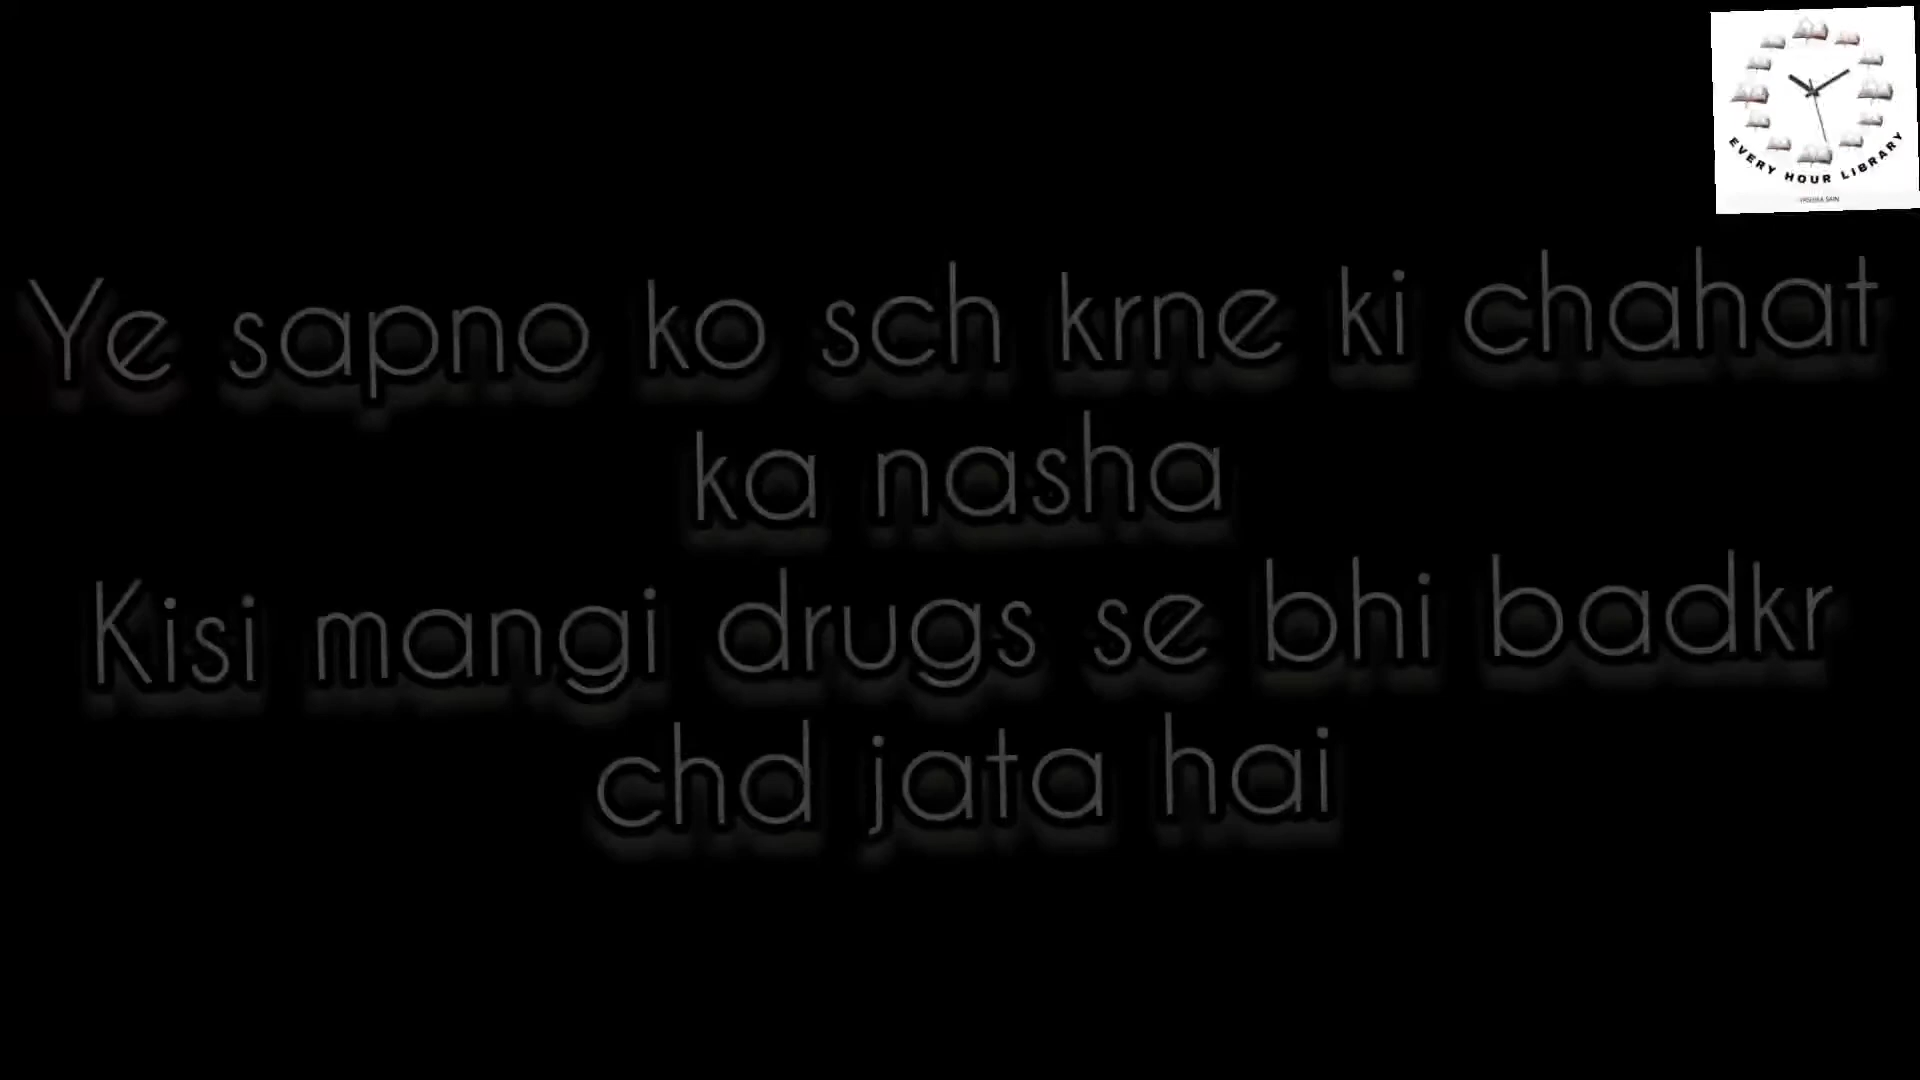 EVERY HOUR LIBRARY
Ye sapno ko sch krne ki chahat
ka nasha
Kisi mangi drugs se bhi badkr
chd jata hai